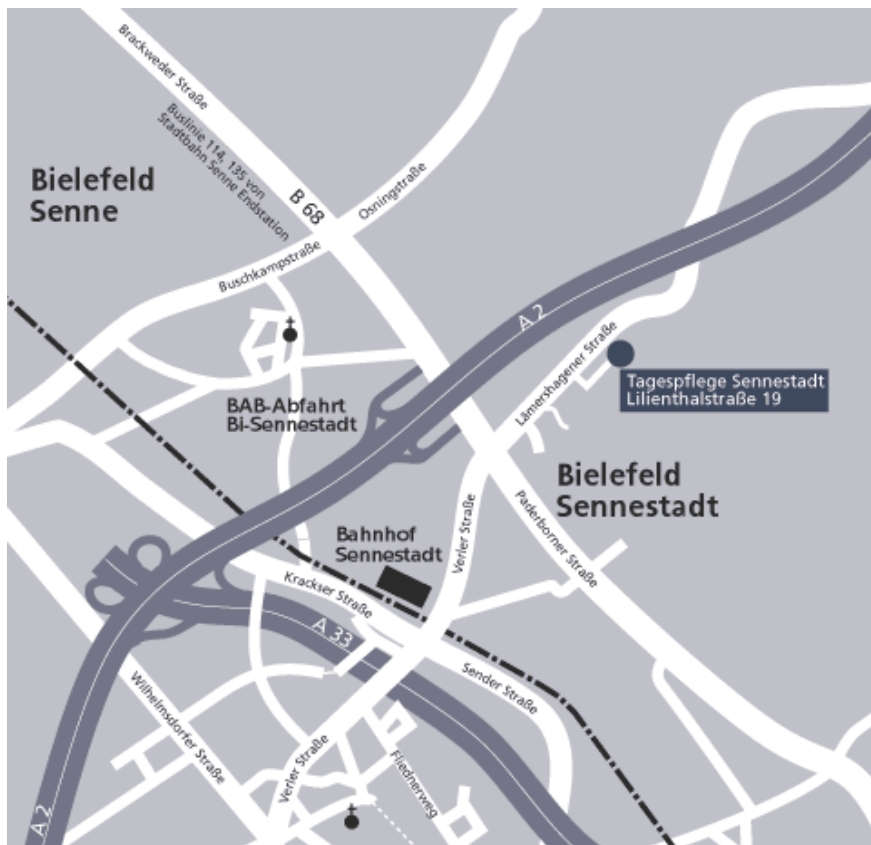 Brackweder Straße
Buslinie 114, 135 von
Stadtbahn Senne Endstation
Bielefeld
Senne
B 68
Osningstraße
Buschkampstraße
A 2
Lämershagener Straße
Tagespflege Sennestadt
Lilienthalstraße 19
BAB-Abfahrt
Bi-Sennestadt
Bielefeld
Sennestadt
Paderborner Straße
Verler Straße
Bahnhof
Sennestadt
Krackser Straße
A 33
Sender Straße
Wilhelmsdorfer Straße
Verler Straße
Fliednerweg
A 2